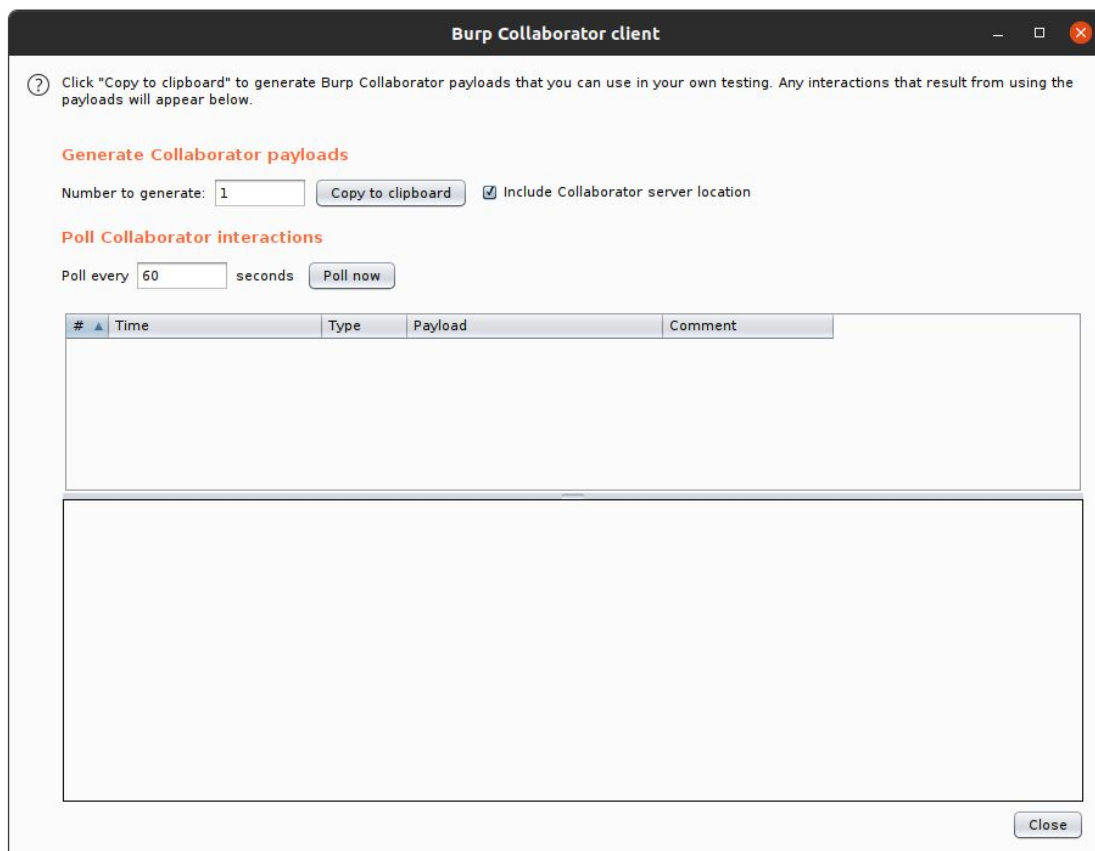 Burp Collaborator client
Click "Copy to clipboard" to generate Burp Collaborator payloads that you can use in your own testing. Any interactions that result from using the
payloads will appear below.
Generate Collaborator payloads
Number to generate: 1 Copy to clipboard Include Collaborator server location
Poll Collaborator interactions
Poll every 60 seconds Poll now
# Time Type Payload Comment
Close